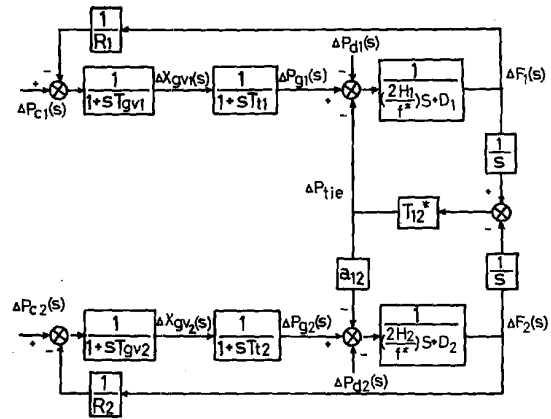 1
R1
ΔPd1(s)
ΔF1(s)
ΔPc1(s)
1
1+sTgv1
ΔXgv1(s)
1
1+sTt1
ΔPg1(s)
1
(2H1/f*)S+D1
1
s
ΔPtie
T12*
a12
1
s
ΔPc2(s)
1
1+sTgv2
ΔXgv2(s)
1
1+sTt2
ΔPg2(s)
1
(2H2/f*)S+D2
ΔF2(s)
ΔPd2(s)
1
R2